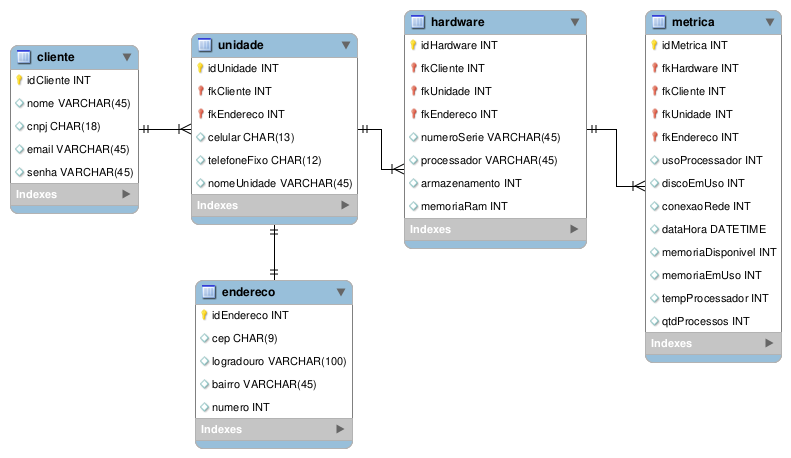 cliente
idCliente INT
nome VARCHAR(45)
cnpj CHAR(18)
email VARCHAR(45)
senha VARCHAR(45)
Indexes
unidade
idUnidade INT
fkCliente INT
fkEndereco INT
celular CHAR(13)
telefoneFixo CHAR(12)
nomeUnidade VARCHAR(45)
Indexes
endereco
idEndereco INT
cep CHAR(9)
logradouro VARCHAR(100)
bairro VARCHAR(45)
numero INT
Indexes
hardware
idHardware INT
fkCliente INT
fkUnidade INT
fkEndereco INT
numeroSerie VARCHAR(45)
processador VARCHAR(45)
armazenamento INT
memoriaRam INT
Indexes
metrica
idMetrica INT
fkHardware INT
fkCliente INT
fkUnidade INT
fkEndereco INT
usoProcessador INT
discoEmUso INT
conexaoRede INT
dataHora DATETIME
memoriaDisponivel INT
memoriaEmUso INT
tempProcessador INT
qtdProcessos INT
Indexes